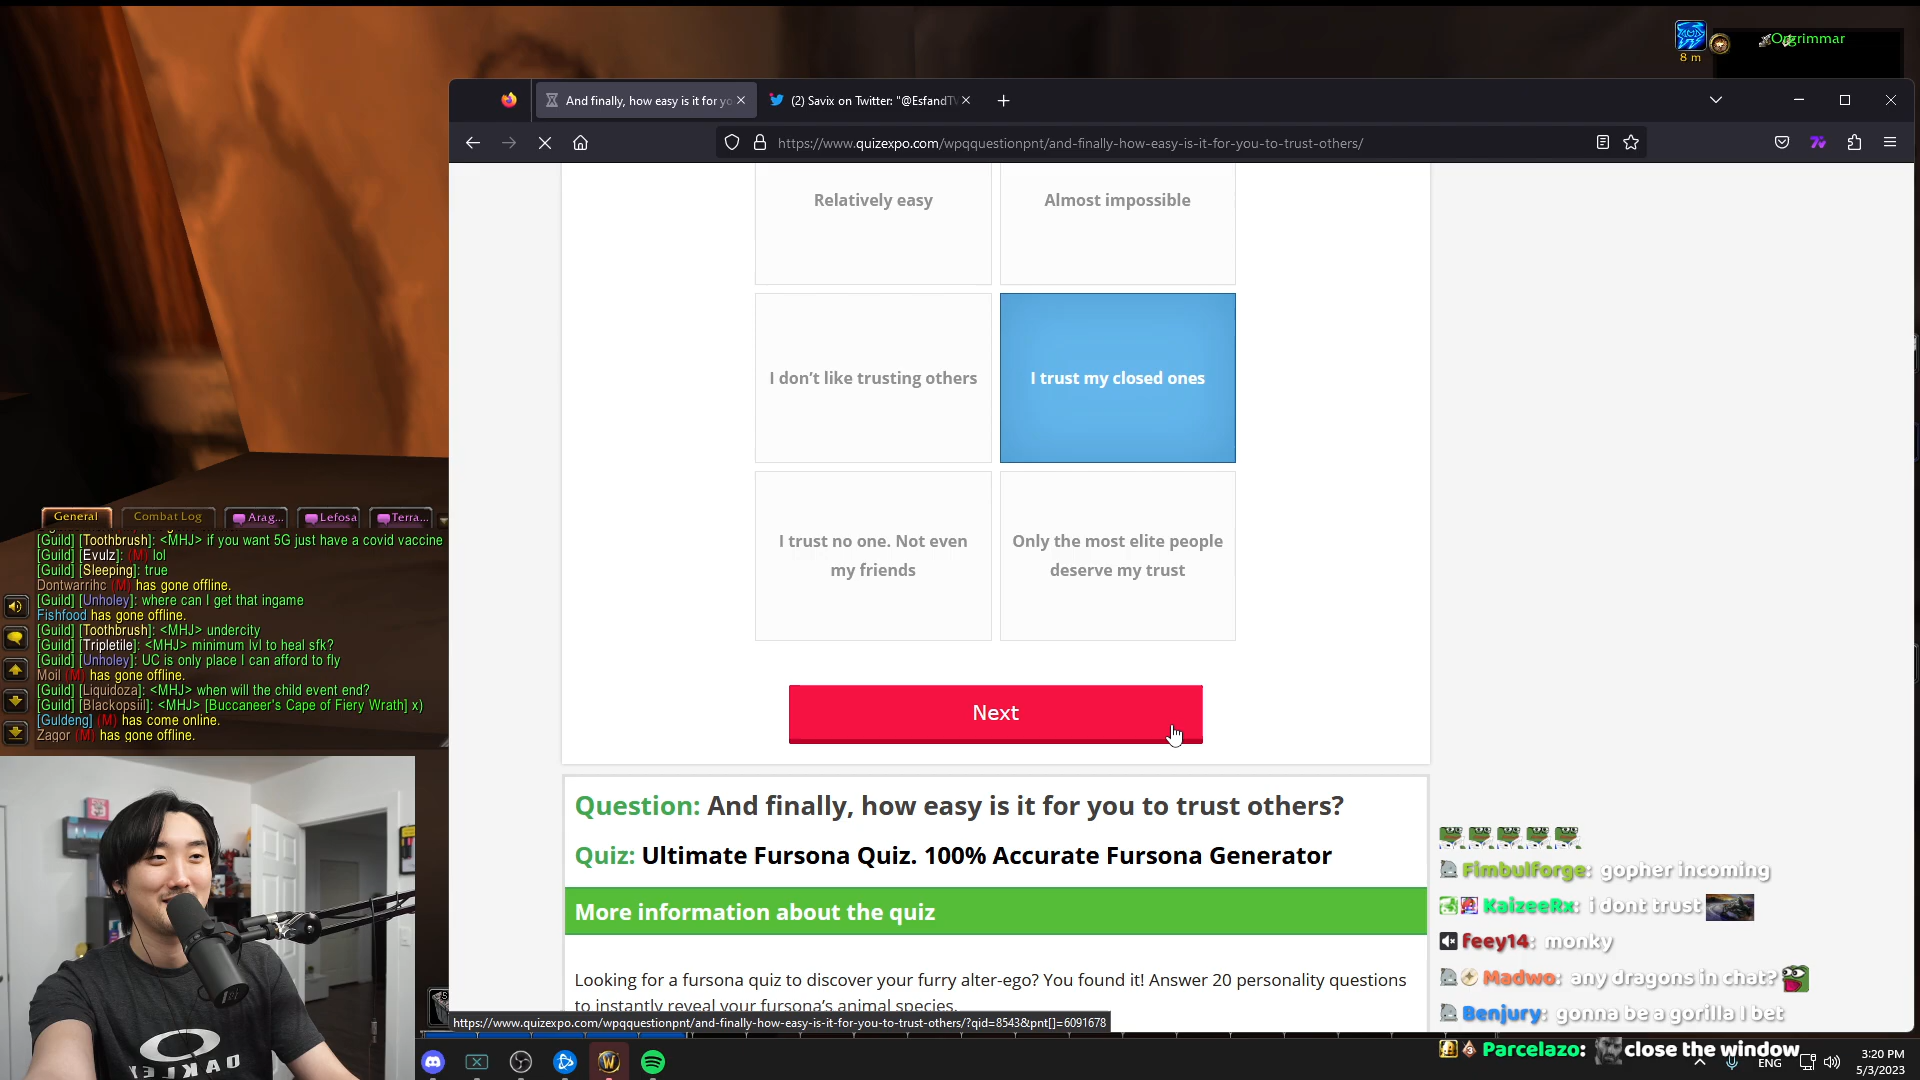 Orgrimmar
8 m
And finally, how easy is it for yo
(2) Savix on Twitter: "@EsfandTV
https://www.quizexpo.com/wpqquestionpnt/and-finally-how-easy-is-it-for-you-to-trust-others/
Relatively easy
Almost impossible
I don't like trusting others
I trust my closed ones
I trust no one. Not even
my friends
Only the most elite people
deserve my trust
Next
Question: And finally, how easy is it for you to trust others?
Quiz: Ultimate Fursona Quiz. 100% Accurate Fursona Generator
More information about the quiz
Looking for a fursona quiz to discover your furry alter-ego? You found it! Answer 20 personality questions
to instantly reveal your fursona's animal species.
https://www.quizexpo.com/wpqquestionpnt/and-finally-how-easy-is-it-for-you-to-trust-others/?qid=8543&pnt[]=6091678
General
Combat Log
Arag...
Lefosa
Terra...
[Guild] [Toothbrush]: <MHJ> if you want 5G just have a covid vaccine
[Guild] [Evulz]: (M) lol
[Guild] [Sleeping]: true
Dontwarrihc (M) has gone offline.
[Guild] [Unholey]: where can I get that ingame
Fishfood has gone offline.
[Guild] [Toothbrush]: <MHJ> undercity
[Guild] [Tripletile]: <MHJ> minimum lvl to heal sfk?
[Guild] [Unholey]: UC is only place I can afford to fly
Moil (M) has gone offline.
[Guild] [Liquidoza]: <MHJ> when will the child event end?
[Guild] [Blackopsiil]: <MHJ> [Buccaneer's Cape of Fiery Wrath] x)
[Guldeng] (M) has come online.
Zagor (M) has gone offline.
OAKLEY
Fimbulforge: gopher incoming
KaizeeRx: i dont trust
feey14: monky
Madwo: any dragons in chat?
Benjury: gonna be a gorilla I bet
Parcelazo: close the window
ENG
3:20 PM
5/3/2023